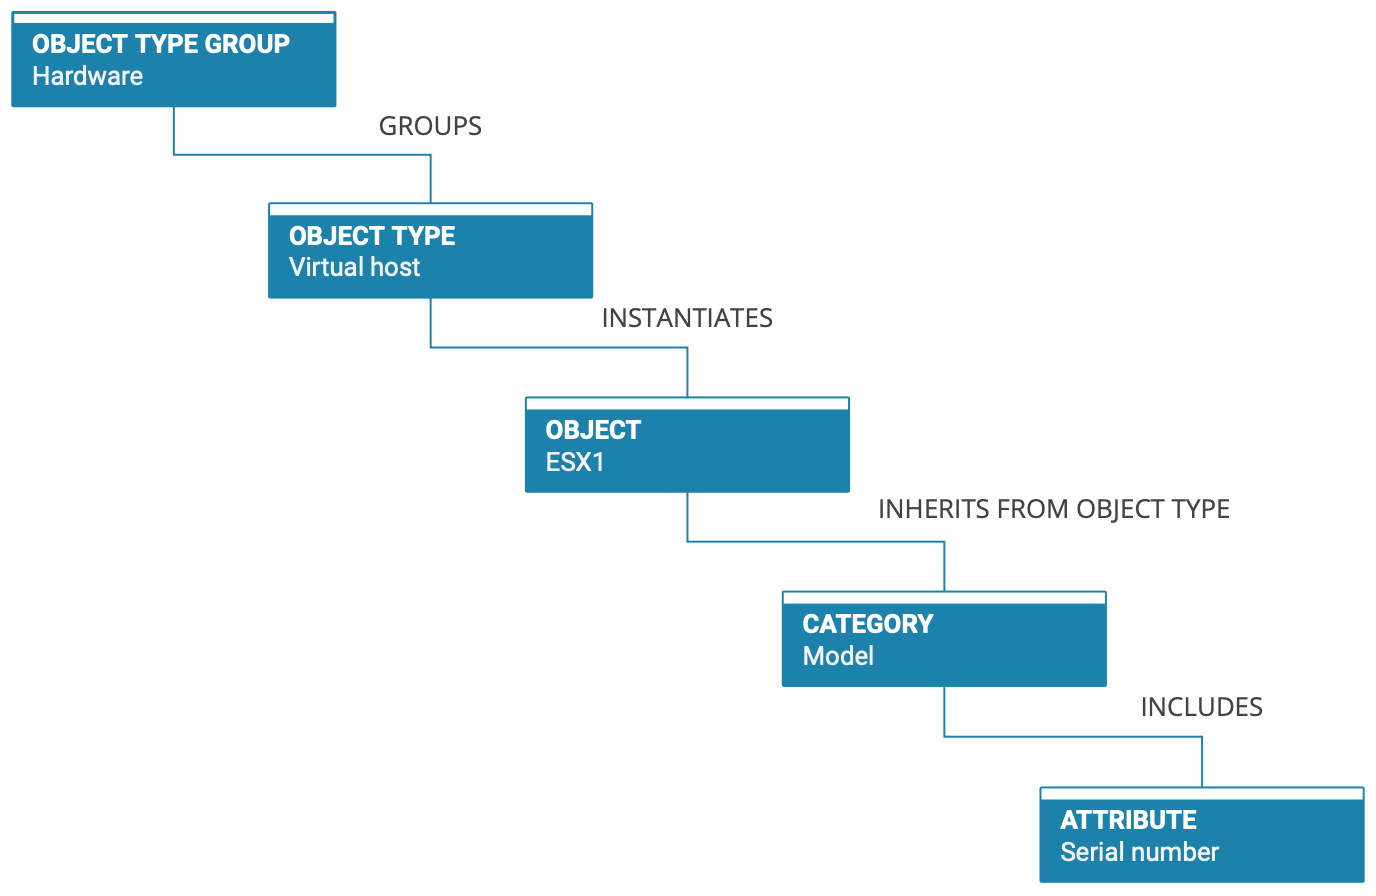 OBJECT TYPE GROUP
Hardware
GROUPS
OBJECT TYPE
Virtual host
INSTANTIATES
OBJECT
ESX1
INHERITS FROM OBJECT TYPE
CATEGORY
Model
INCLUDES
ATTRIBUTE
Serial number